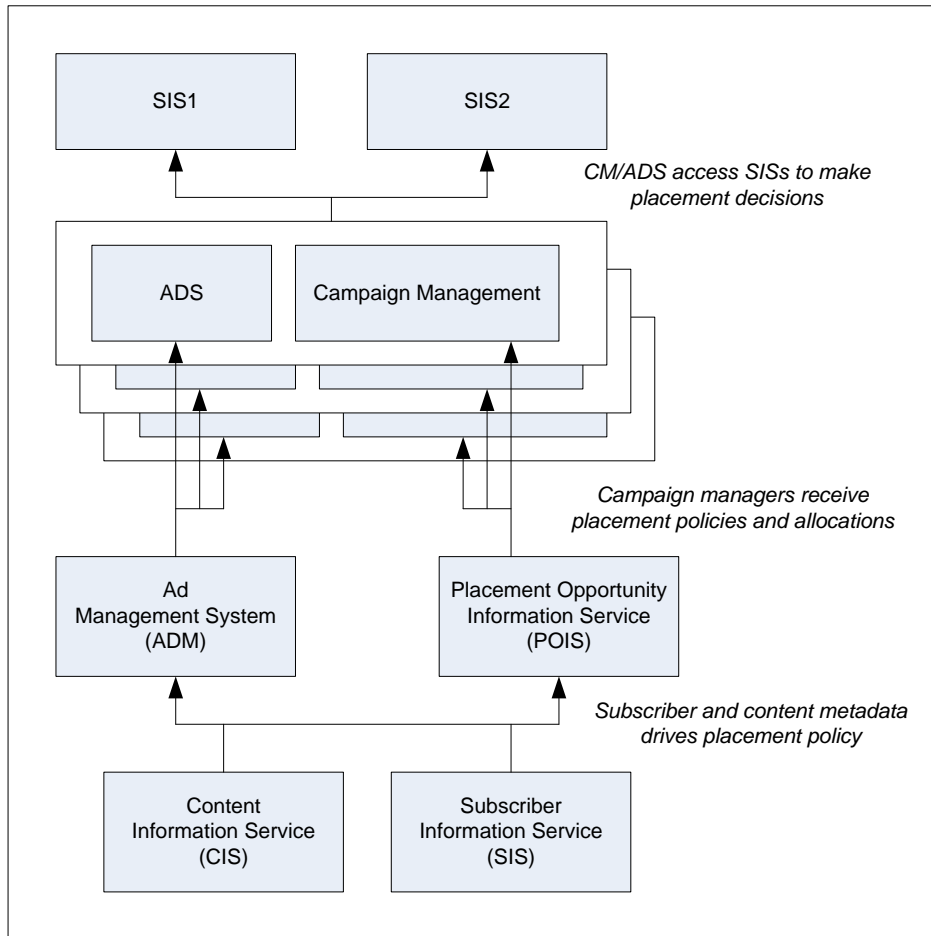 SIS1
SIS2
CM/ADS access SISs to make
placement decisions
ADS
Campaign Management
Campaign managers receive
placement policies and allocations
Ad
Management System
(ADM)
Placement Opportunity
Information Service
(POIS)
Subscriber and content metadata
drives placement policy
Content
Information Service
(CIS)
Subscriber
Information Service
(SIS)